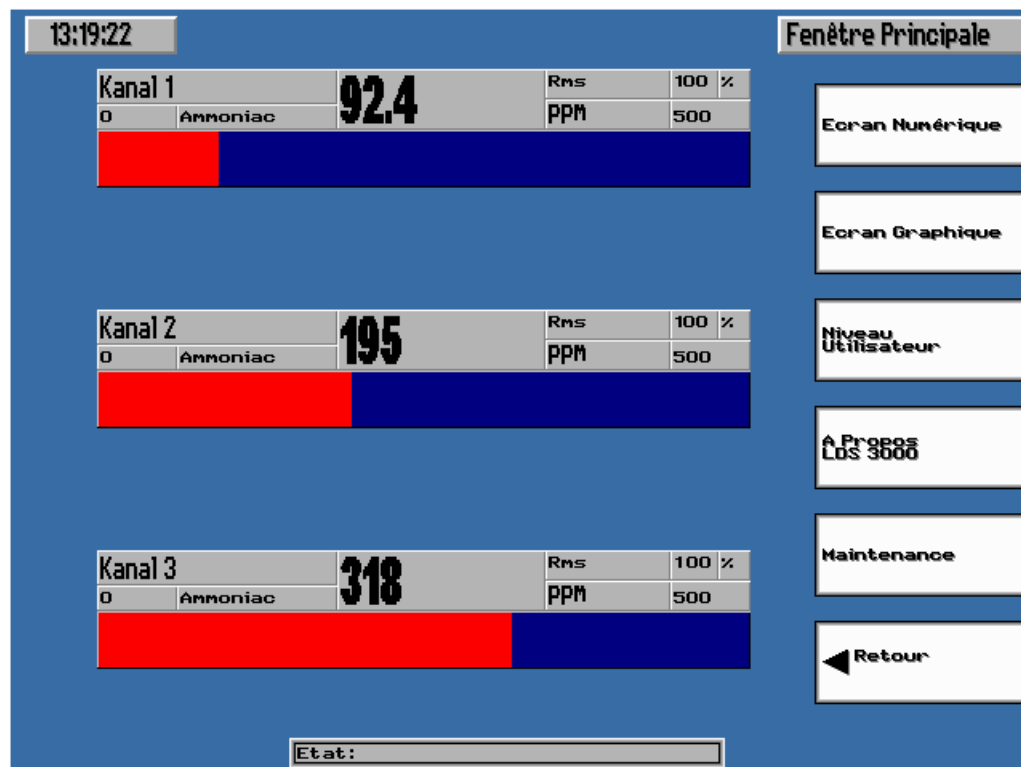 13:19:22
Fenêtre Principale
Kanal 1
92.4
Rms 100 %
0 Ammoniac
PPM 500
Kanal 2
195
Rms 100 %
0 Ammoniac
PPM 500
Kanal 3
318
Rms 100 %
0 Ammoniac
PPM 500
Ecran Numérique
Ecran Graphique
Niveau
Utilisateur
A Propos
LDS 3000
Maintenance
Retour
Etat: